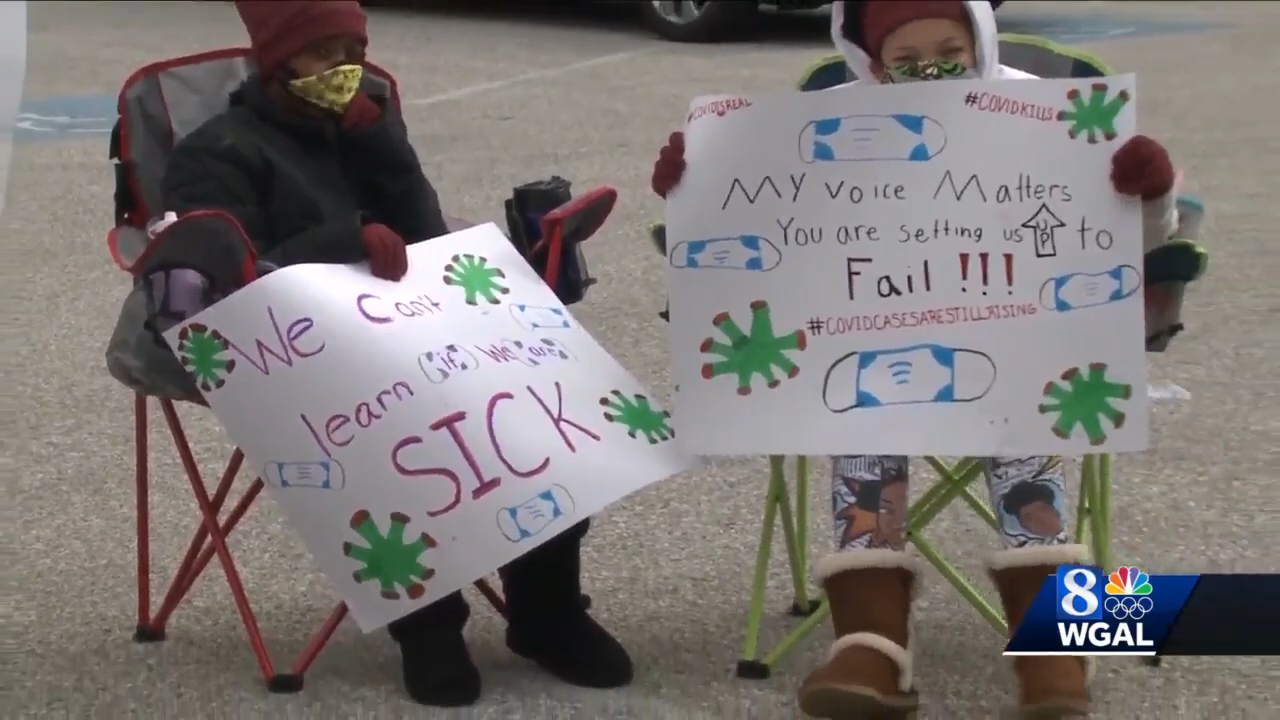 We Can't
learn if We are
SICK
#COVIDISREAL
#COVIDKILLS
MY voice Matters
You are setting us UP to
Fail !!!
#COVIDCASESARESTILLRISING
8
WGAL